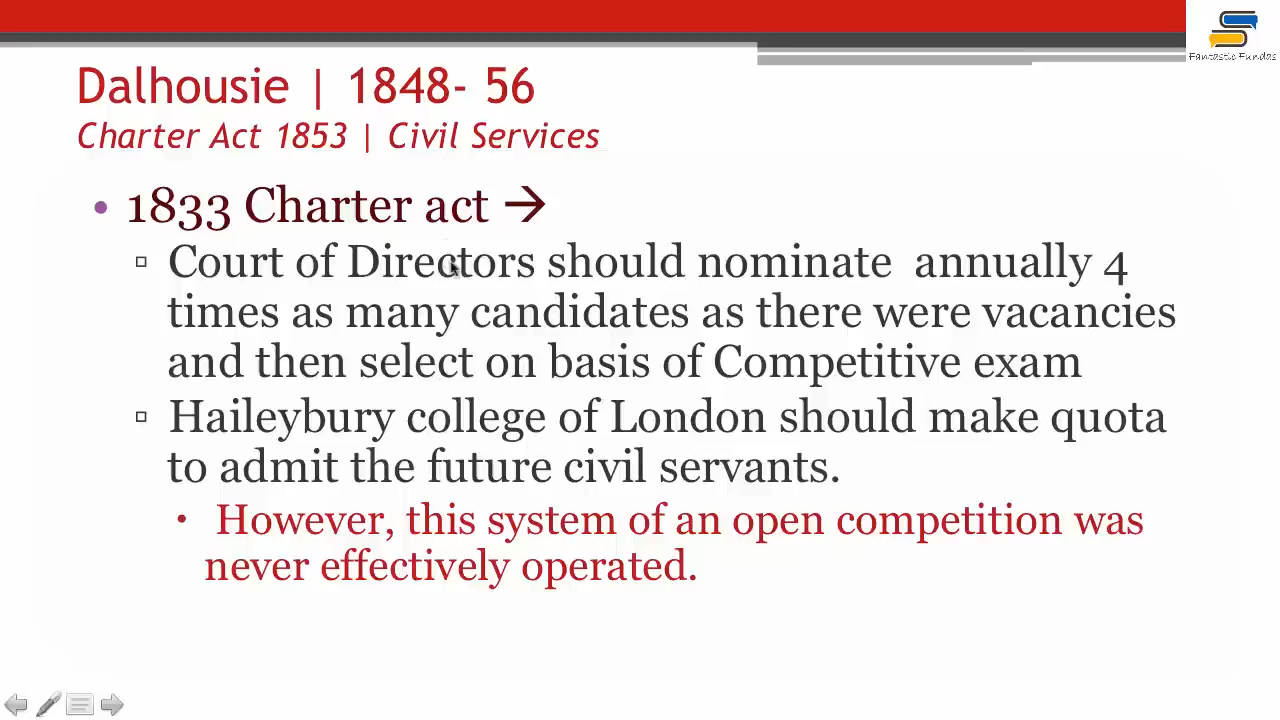 Fantastic Fundas
Dalhousie | 1848- 56
Charter Act 1853 | Civil Services
• 1833 Charter act →
▫ Court of Directors should nominate annually 4
times as many candidates as there were vacancies
and then select on basis of Competitive exam
▫ Haileybury college of London should make quota
to admit the future civil servants.
• However, this system of an open competition was
never effectively operated.